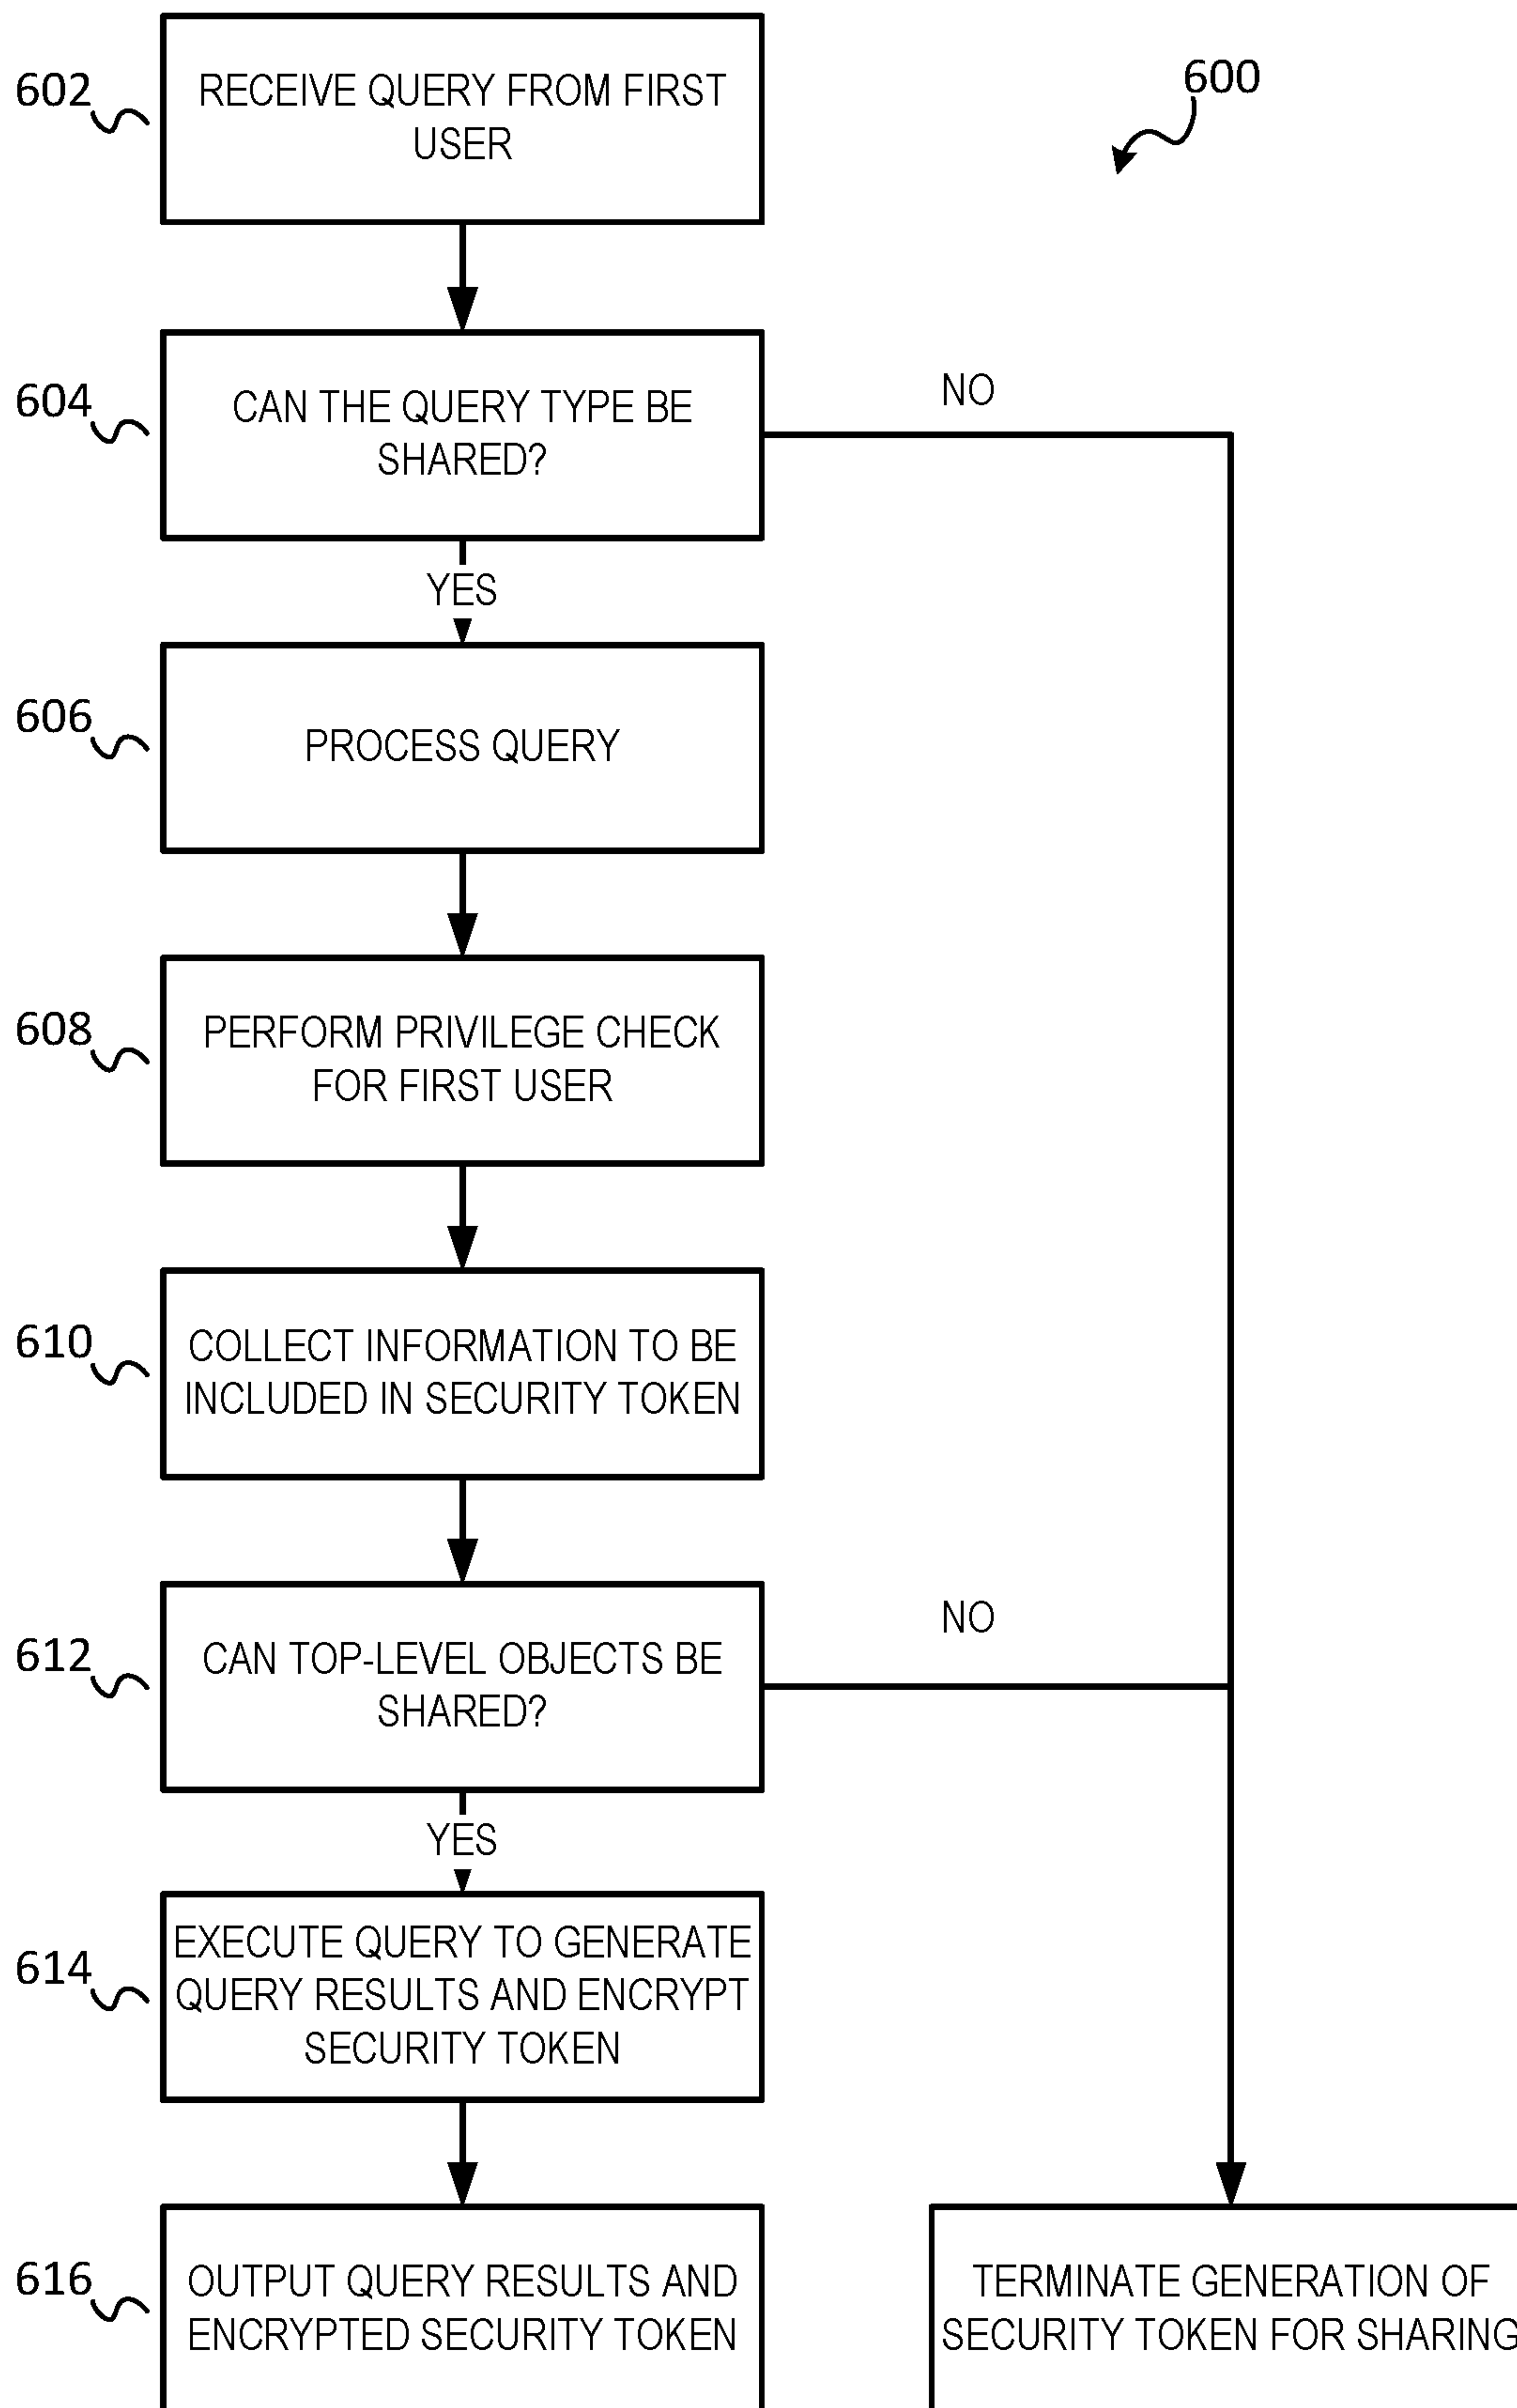 600
602
RECEIVE QUERY FROM FIRST
USER
604
CAN THE QUERY TYPE BE
SHARED?
NO
YES
606
PROCESS QUERY
608
PERFORM PRIVILEGE CHECK
FOR FIRST USER
610
COLLECT INFORMATION TO BE
INCLUDED IN SECURITY TOKEN
612
CAN TOP-LEVEL OBJECTS BE
SHARED?
NO
YES
614
EXECUTE QUERY TO GENERATE
QUERY RESULTS AND ENCRYPT
SECURITY TOKEN
616
OUTPUT QUERY RESULTS AND
ENCRYPTED SECURITY TOKEN
TERMINATE GENERATION OF
SECURITY TOKEN FOR SHARING